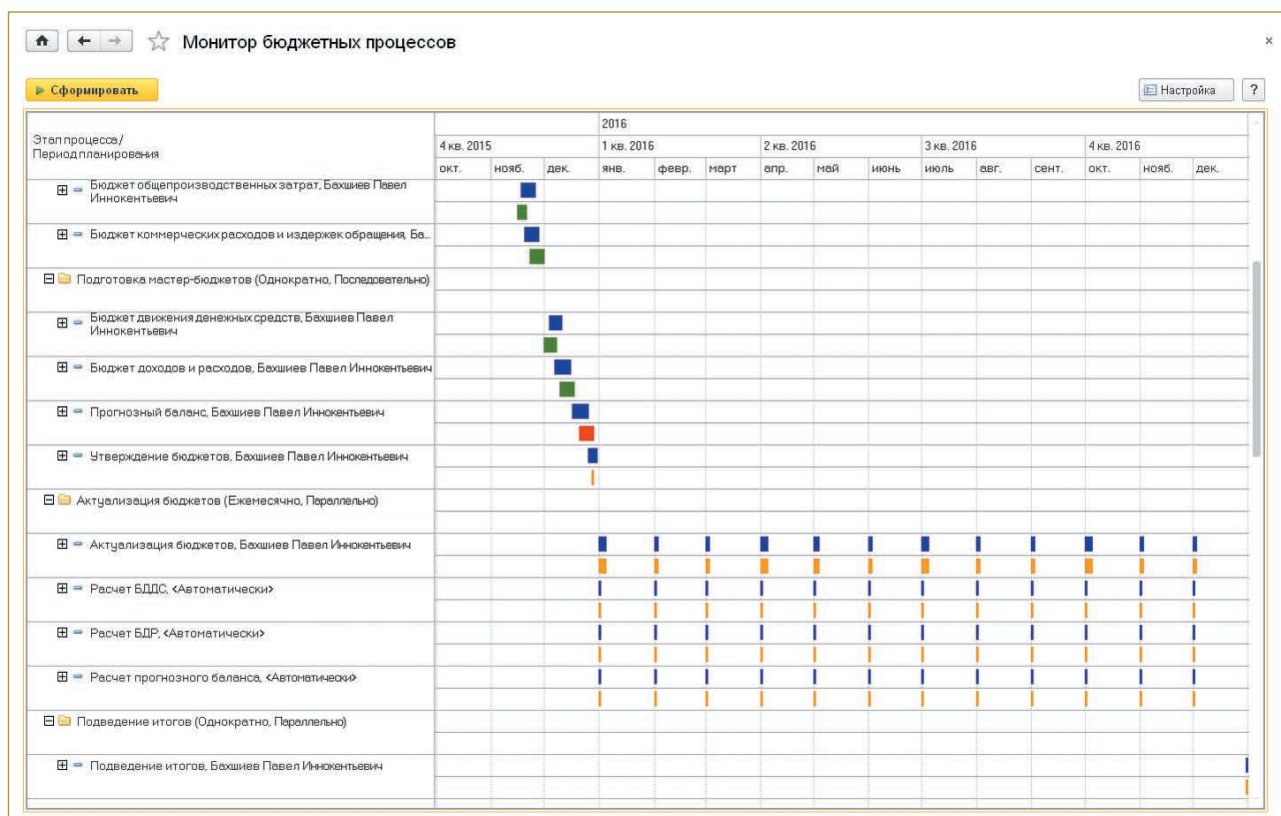 Монитор бюджетных процессов
×
Сформировать
Настройка
?
Этап процесса/
Период планирования
2016
4 кв. 2015
1 кв. 2016
2 кв. 2016
3 кв. 2016
4 кв. 2016
окт. нояб. дек. янв. февр. март апр. май июнь июль авг. сент. окт. нояб. дек.
Бюджет общепроизводственных затрат, Бахшиев Павел
Иннокентьевич
Бюджет коммерческих расходов и издержек обращения, Ба...
Подготовка мастер-бюджетов (Однократно, Последовательно)
Бюджет движения денежных средств, Бахшиев Павел
Иннокентьевич
Бюджет доходов и расходов, Бахшиев Павел Иннокентьевич
Прогнозный баланс, Бахшиев Павел Иннокентьевич
Утверждение бюджетов, Бахшиев Павел Иннокентьевич
Актуализация бюджетов (Ежемесячно, Параллельно)
Актуализация бюджетов, Бахшиев Павел Иннокентьевич
Расчет БДДС, <Автоматически>
Расчет БДР, <Автоматически>
Расчет прогнозного баланса, <Автоматически>
Подведение итогов (Однократно, Параллельно)
Подведение итогов, Бахшиев Павел Иннокентьевич